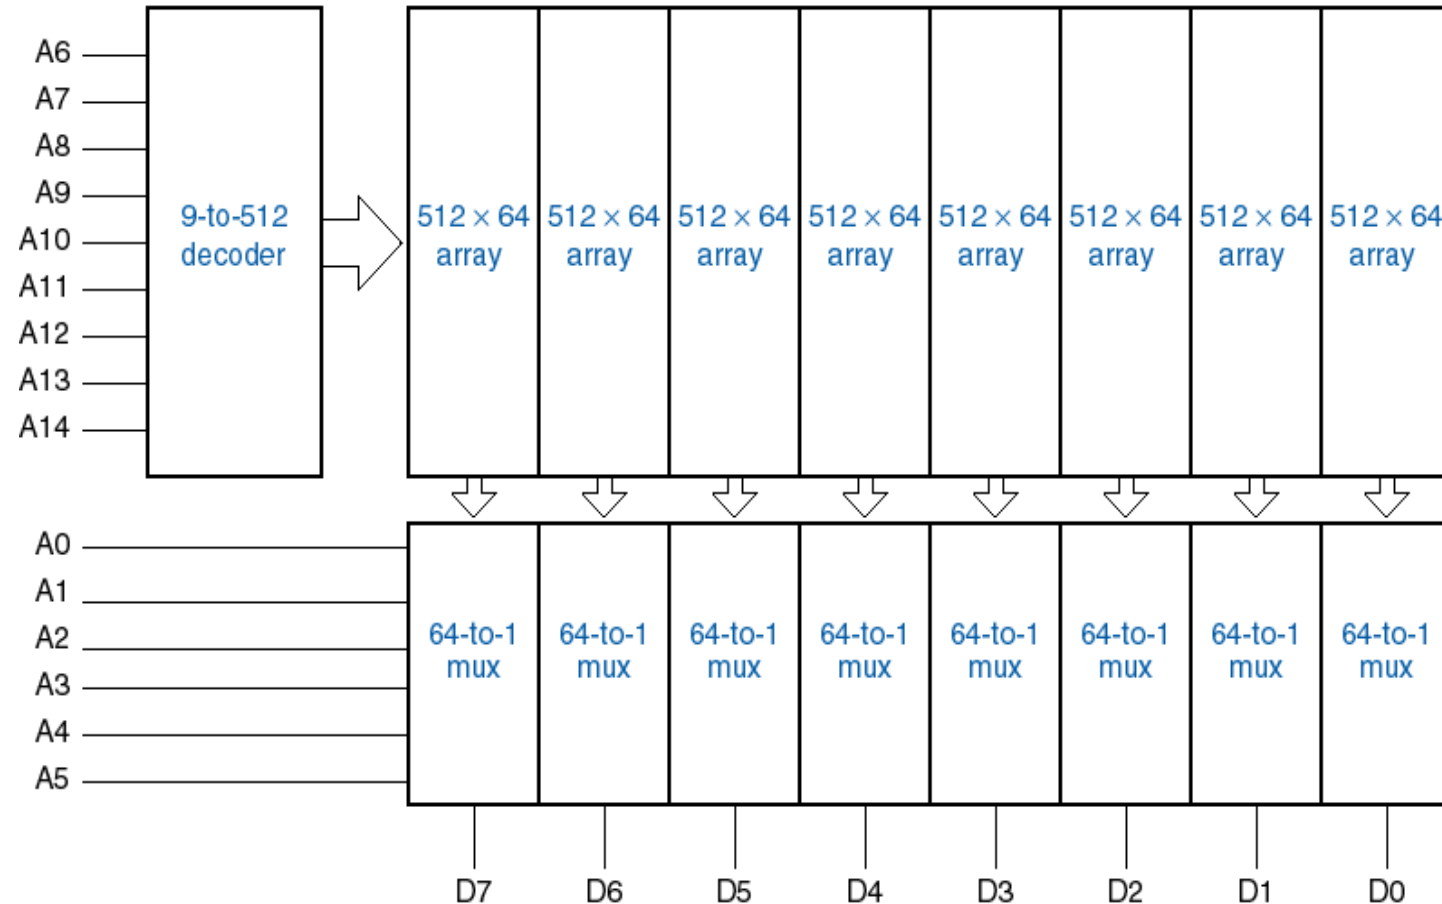 A6
A7
A8
A9
A10
A11
A12
A13
A14
9-to-512
decoder
512 × 64 512 × 64 512 × 64 512 × 64 512 × 64 512 × 64 512 × 64 512 × 64
array array array array array array array array
A0
A1
A2
A3
A4
A5
64-to-1 64-to-1 64-to-1 64-to-1 64-to-1 64-to-1 64-to-1 64-to-1
mux mux mux mux mux mux mux mux
D7 D6 D5 D4 D3 D2 D1 D0